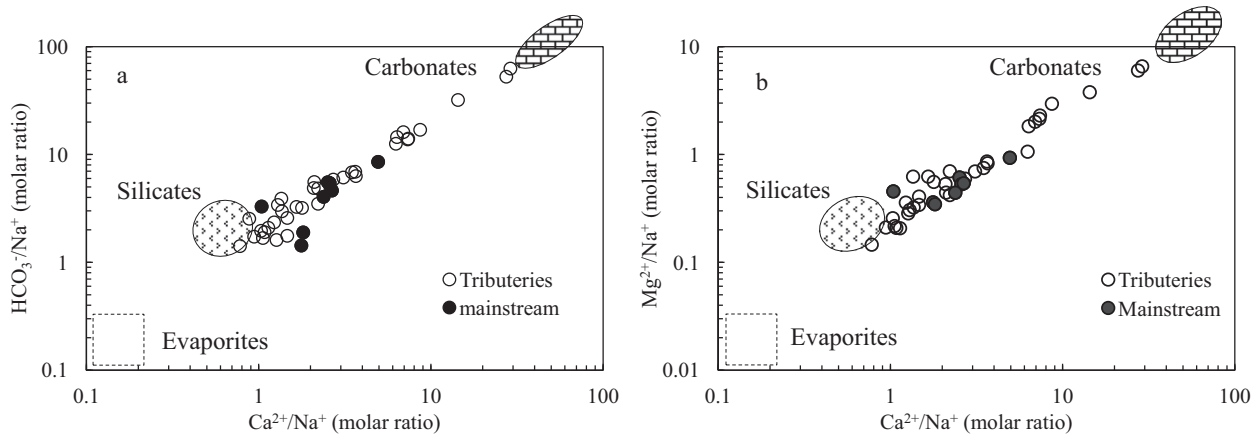 100
10
1
0.1
HCO₃⁻/Na⁺ (molar ratio)
a
Carbonates
Silicates
Evaporites
Tributeries
mainstream
0.1
1
10
100
Ca²⁺/Na⁺ (molar ratio)
10
1
0.1
0.01
Mg²⁺/Na⁺ (molar ratio)
b
Carbonates
Silicates
Evaporites
Tributeries
Mainstream
0.1
1
10
100
Ca²⁺/Na⁺ (molar ratio)